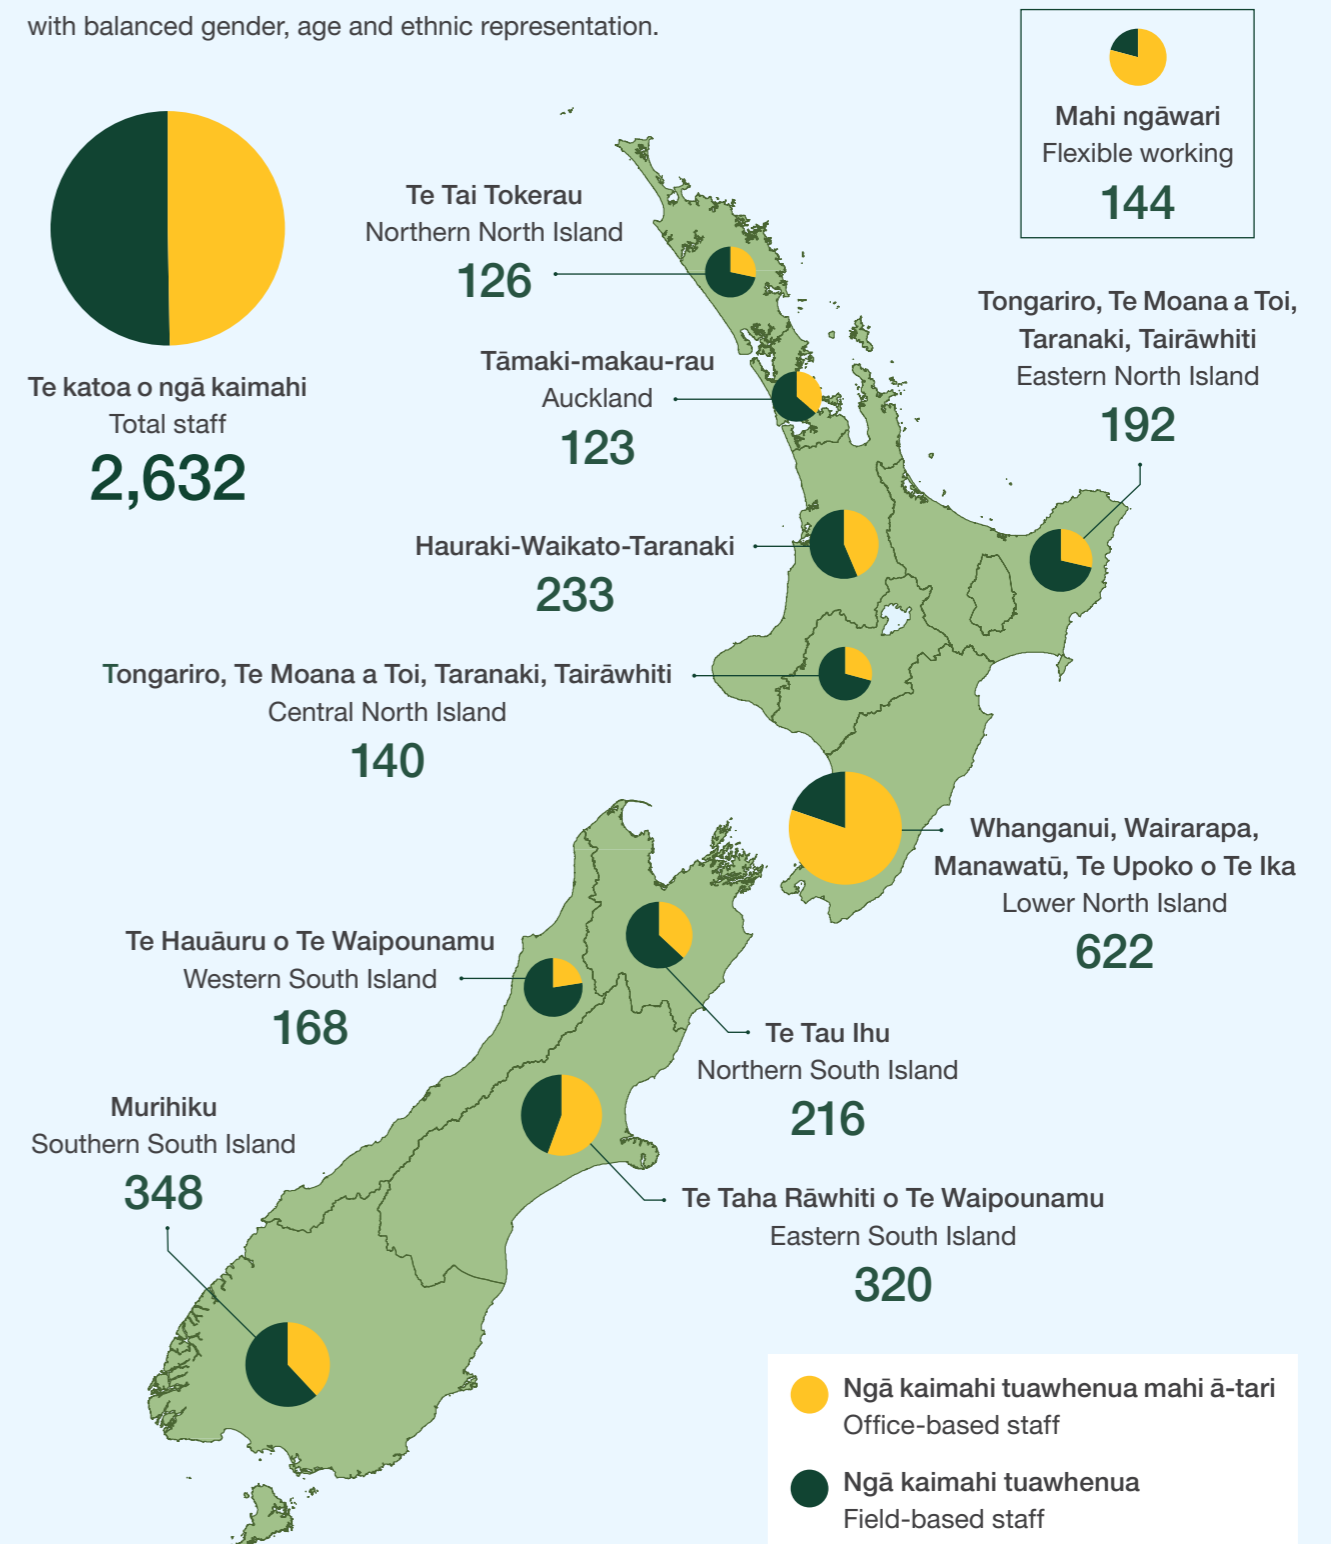 with balanced gender, age and ethnic representation.
Mahi ngāwari
Flexible working
144
Te katoa o ngā kaimahi
Total staff
2,632
Te Tai Tokerau
Northern North Island
126
Tāmaki-makau-rau
Auckland
123
Tongariro, Te Moana a Toi,
Taranaki, Tairāwhiti
Eastern North Island
192
Hauraki-Waikato-Taranaki
233
Tongariro, Te Moana a Toi, Taranaki, Tairāwhiti
Central North Island
140
Whanganui, Wairarapa,
Manawatū, Te Upoko o Te Ika
Lower North Island
622
Te Hauāuru o Te Waipounamu
Western South Island
168
Te Tau Ihu
Northern South Island
216
Murihiku
Southern South Island
348
Te Taha Rāwhiti o Te Waipounamu
Eastern South Island
320
Ngā kaimahi tuawhenua mahi ā-tari
Office-based staff
Ngā kaimahi tuawhenua
Field-based staff